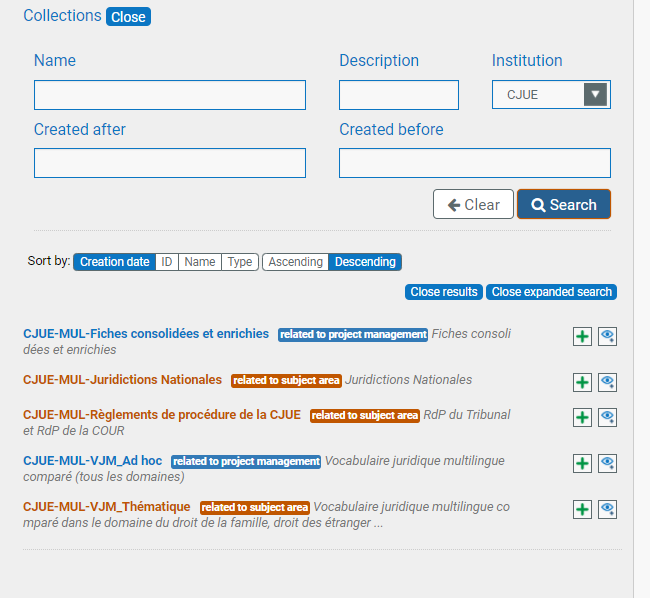 Collections Close
Name Description Institution
CJUE
Created after Created before
Clear Search
Sort by: Creation date ID Name Type Ascending Descending
Close results Close expanded search
CJUE-MUL-Fiches consolidées et enrichies related to project management Fiches consoli
dées et enrichies
CJUE-MUL-Juridictions Nationales related to subject area Juridictions Nationales
CJUE-MUL-Règlements de procédure de la CJUE related to subject area RdP du Tribunal
et RdP de la COUR
CJUE-MUL-VJM_Ad hoc related to project management Vocabulaire juridique multilingue
comparé (tous les domaines)
CJUE-MUL-VJM_Thématique related to subject area Vocabulaire juridique multilingue co
mparé dans le domaine du droit de la famille, droit des étranger ...